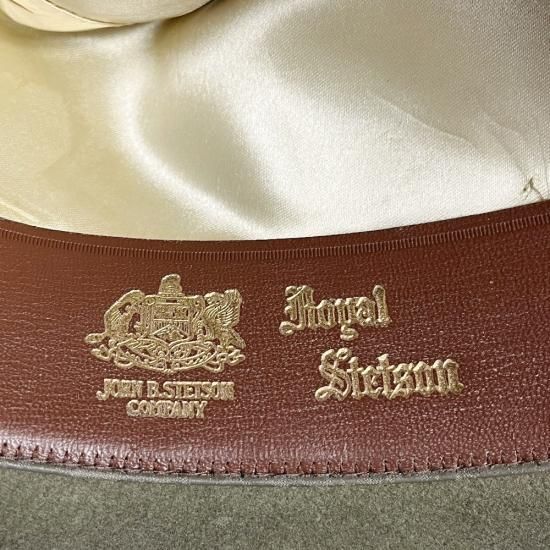 JOHN B. STETSON
COMPANY
Royal
Stetson